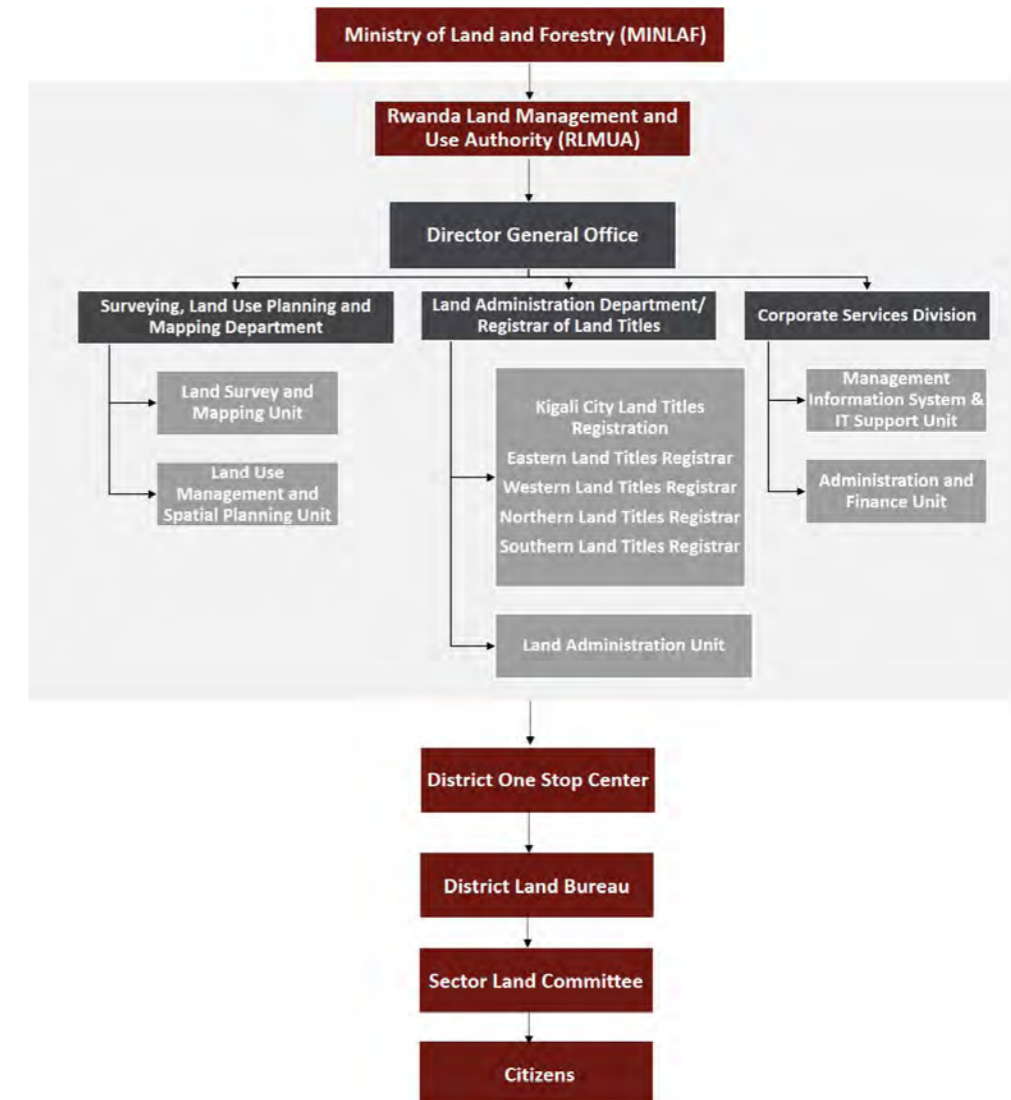 Ministry of Land and Forestry (MINLAF)
Rwanda Land Management and
Use Authority (RLMUA)
Director General Office
Surveying, Land Use Planning and
Mapping Department
Land Survey and
Mapping Unit
Land Use
Management and
Spatial Planning Unit
Land Administration Department/
Registrar of Land Titles
Kigali City Land Titles
Registration
Eastern Land Titles Registrar
Western Land Titles Registrar
Northern Land Titles Registrar
Southern Land Titles Registrar
Land Administration Unit
Corporate Services Division
Management
Information System &
IT Support Unit
Administration and
Finance Unit
District One Stop Center
District Land Bureau
Sector Land Committee
Citizens